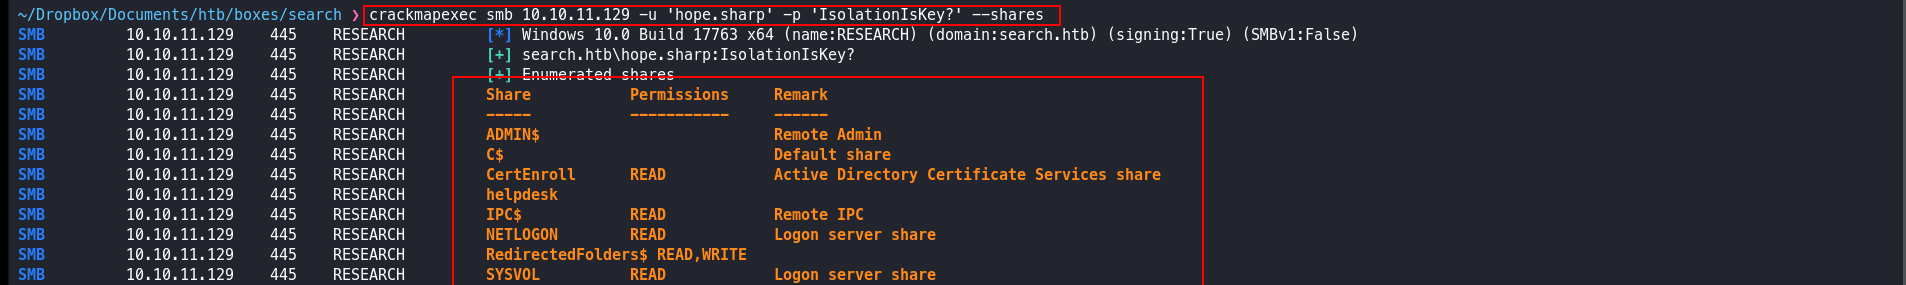 ~/Dropbox/Documents/htb/boxes/search ❯ crackmapexec smb 10.10.11.129 -u 'hope.sharp' -p 'IsolationIsKey?' --shares
SMB 10.10.11.129 445 RESEARCH [*] Windows 10.0 Build 17763 x64 (name:RESEARCH) (domain:search.htb) (signing:True) (SMBv1:False)
SMB 10.10.11.129 445 RESEARCH [+] search.htb\hope.sharp:IsolationIsKey?
SMB 10.10.11.129 445 RESEARCH [+] Enumerated shares
SMB 10.10.11.129 445 RESEARCH Share Permissions Remark
SMB 10.10.11.129 445 RESEARCH ----- ----------- ------
SMB 10.10.11.129 445 RESEARCH ADMIN$ Remote Admin
SMB 10.10.11.129 445 RESEARCH C$ Default share
SMB 10.10.11.129 445 RESEARCH CertEnroll READ Active Directory Certificate Services share
SMB 10.10.11.129 445 RESEARCH helpdesk
SMB 10.10.11.129 445 RESEARCH IPC$ READ Remote IPC
SMB 10.10.11.129 445 RESEARCH NETLOGON READ Logon server share
SMB 10.10.11.129 445 RESEARCH RedirectedFolders$ READ,WRITE
SMB 10.10.11.129 445 RESEARCH SYSVOL READ Logon server share